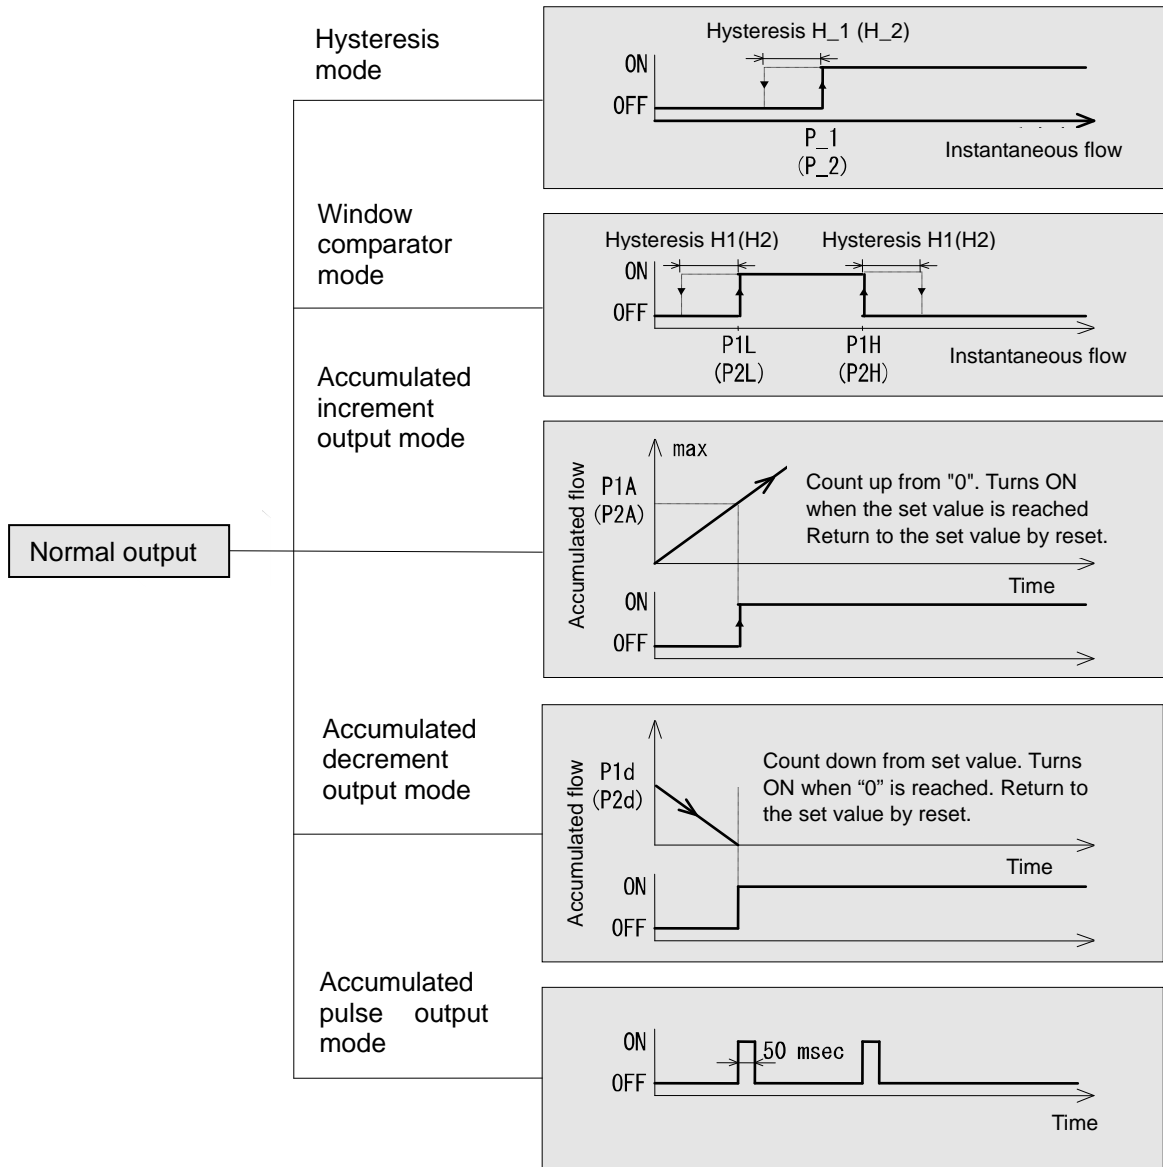 Hysteresis
mode
Hysteresis H_1 (H_2)
ON
OFF
P_1
(P_2)
Instantaneous flow
Window
comparator
mode
Hysteresis H1(H2)
Hysteresis H1(H2)
ON
OFF
P1L
(P2L)
P1H
(P2H)
Instantaneous flow
Accumulated
increment
output mode
Accumulated flow
max
P1A
(P2A)
Count up from "0". Turns ON
when the set value is reached
Return to the set value by reset.
Time
ON
OFF
Normal output
Accumulated
decrement
output mode
Accumulated flow
P1d
(P2d)
Count down from set value. Turns
ON when “0” is reached. Return to
the set value by reset.
Time
ON
OFF
Accumulated
pulse output
mode
ON
OFF
50 msec
Time